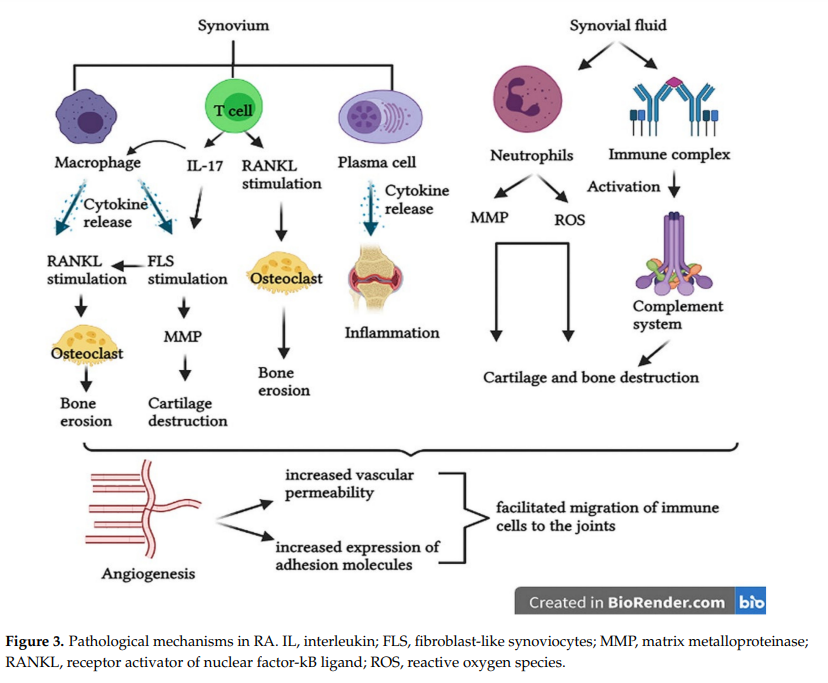 Synovium
Synovial fluid
T cell
Macrophage
IL-17
RANKL
stimulation
Plasma cell
Neutrophils
Immune complex
Cytokine
release
Cytokine
release
Activation
MMP
ROS
RANKL
stimulation
FLS
stimulation
Osteoclast
Inflammation
Complement
system
Osteoclast
MMP
Bone
erosion
Cartilage and bone destruction
Bone
erosion
Cartilage
destruction
increased vascular
permeability
facilitated migration of immune
cells to the joints
increased expression of
adhesion molecules
Angiogenesis
Created in BioRender.com bio
Figure 3. Pathological mechanisms in RA. IL, interleukin; FLS, fibroblast-like synoviocytes; MMP, matrix metalloproteinase;
RANKL, receptor activator of nuclear factor-kB ligand; ROS, reactive oxygen species.